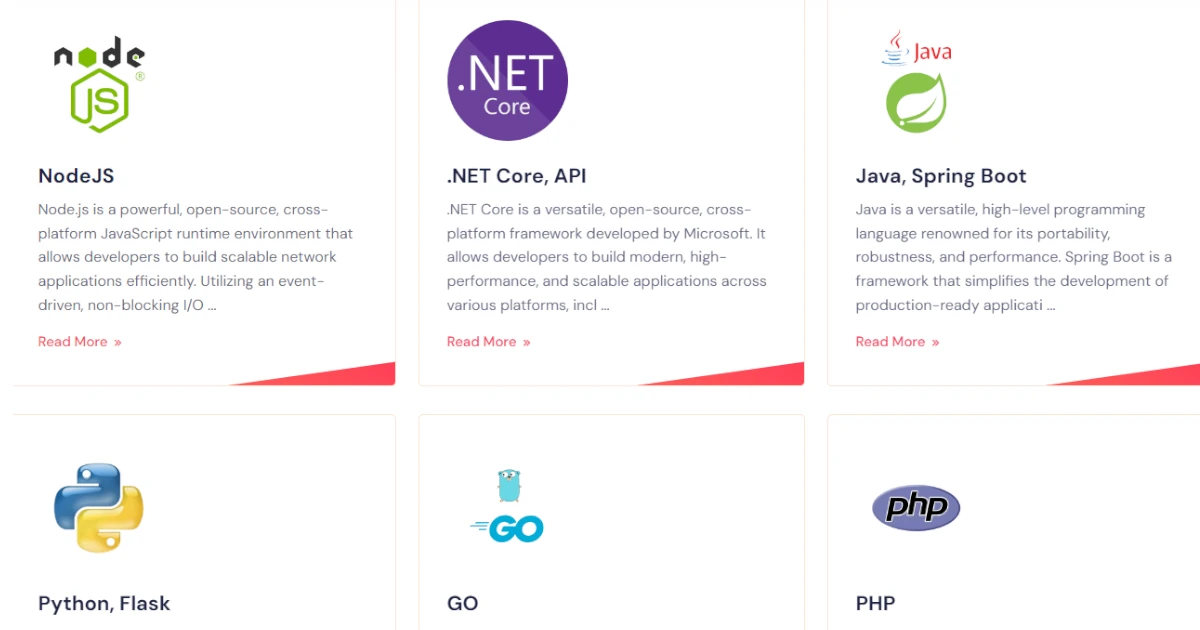 node
JS
®
NodeJS
Node.js is a powerful, open-source, cross-
platform JavaScript runtime environment that
allows developers to build scalable network
applications efficiently. Utilizing an event-
driven, non-blocking I/O ...
Read More »
.NET
Core
.NET Core, API
.NET Core is a versatile, open-source, cross-
platform framework developed by Microsoft. It
allows developers to build modern, high-
performance, and scalable applications across
various platforms, incl ...
Read More »
Java
Java, Spring Boot
Java is a versatile, high-level programming
language renowned for its portability,
robustness, and performance. Spring Boot is a
framework that simplifies the development of
production-ready applicati ...
Read More »
Python, Flask
GO
GO
php
PHP